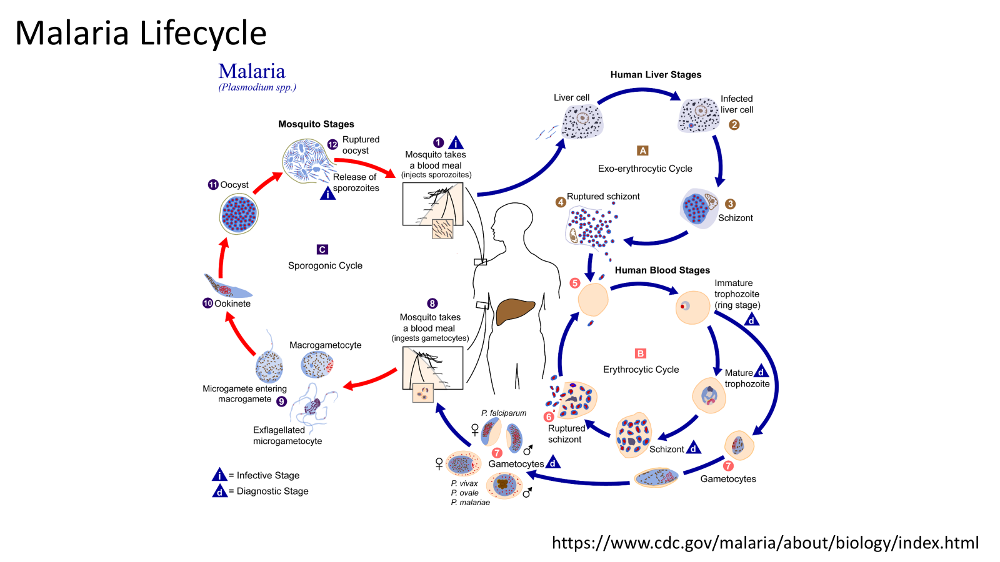 Malaria Lifecycle
Malaria
(Plasmodium spp.)
Mosquito Stages
12
Ruptured
oocyst
Release of
sporozoites
i
11 Oocyst
C
Sporogonic Cycle
10 Ookinete
Macrogametocyte
Microgamete entering
macrogamete 9
Exflagellated
microgametocyte
i = Infective Stage
d = Diagnostic Stage
1 i
Mosquito takes
a blood meal
(injects sporozoites)
8
Mosquito takes
a blood meal
(ingests gametocytes)
P. falciparum
♀
♂
7
Gametocytes d
♀
♂
P. vivax
P. ovale
P. malariae
Human Liver Stages
Liver cell
Infected
liver cell
2
A
Exo-erythrocytic Cycle
3
Schizont
4 Ruptured schizont
Human Blood Stages
5
Immature
trophozoite
(ring stage)
d
B
Erythrocytic Cycle
Mature d
trophozoite
6
Ruptured
schizont
Schizont d
7
Gametocytes
https://www.cdc.gov/malaria/about/biology/index.html